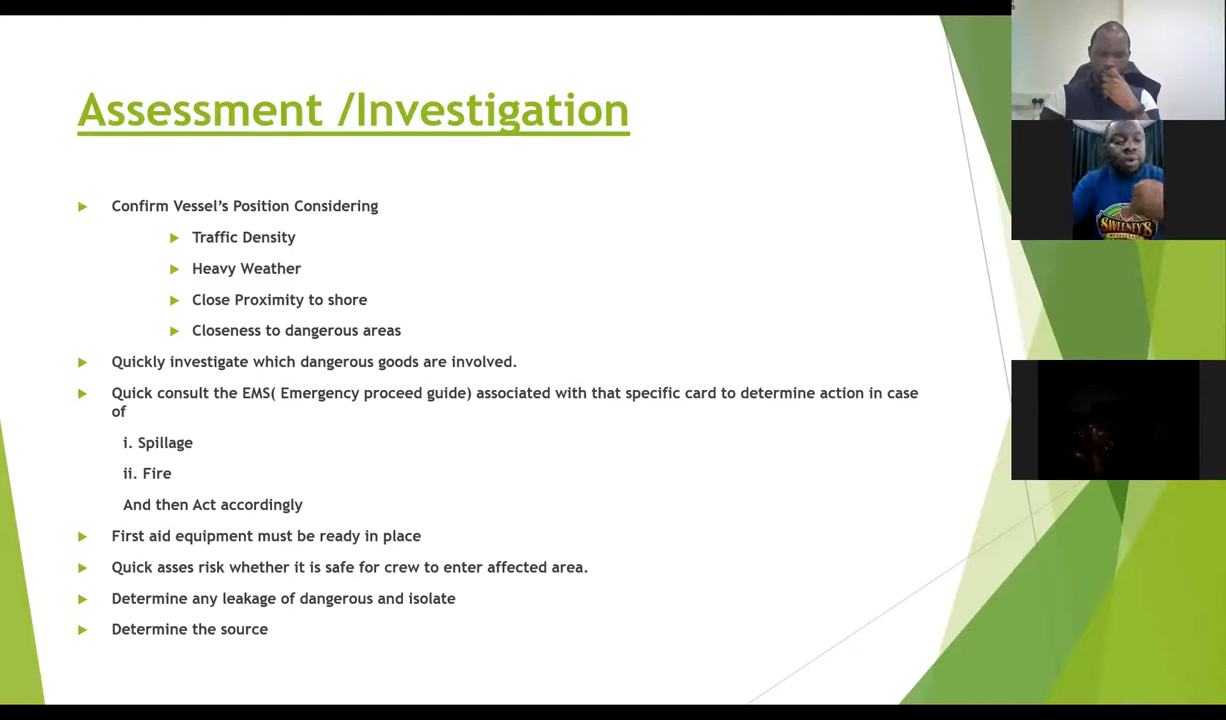 Assessment /Investigation
Confirm Vessel's Position Considering
Traffic Density
Heavy Weather
Close Proximity to shore
Closeness to dangerous areas
Quickly investigate which dangerous goods are involved.
Quick consult the EMS( Emergency proceed guide) associated with that specific card to determine action in case
of
i. Spillage
ii. Fire
And then Act accordingly
First aid equipment must be ready in place
Quick asses risk whether it is safe for crew to enter affected area.
Determine any leakage of dangerous and isolate
Determine the source
SWEENEY'S